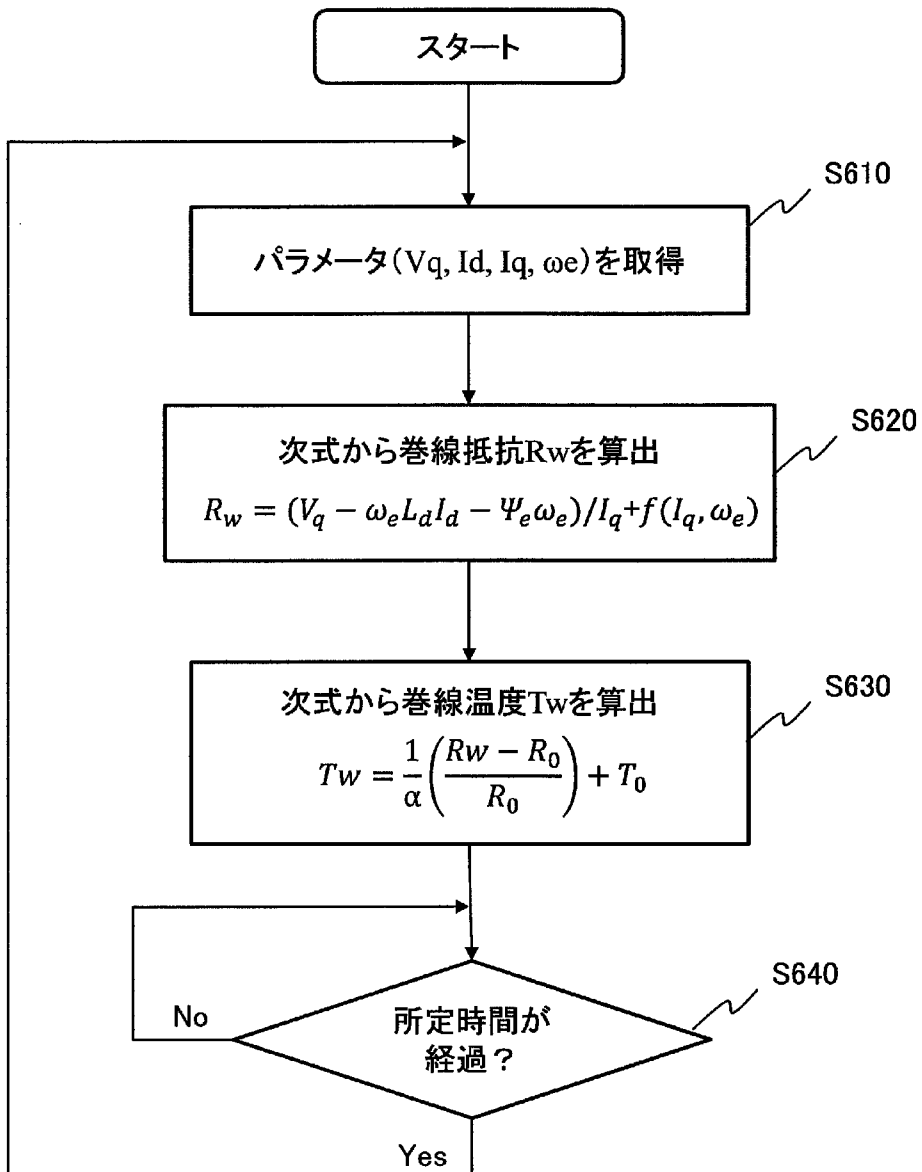 スタート
S610
パラメータ(Vq, Id, Iq, ωe)を取得
S620
次式から巻線抵抗Rwを算出
R_w = (V_q − ω_e L_d I_d − Ψ_e ω_e)/I_q+f(I_q, ω_e)
S630
次式から巻線温度Twを算出
Tw = 1/α ((Rw − R_0)/R_0) + T_0
S640
No
所定時間が
経過？
Yes